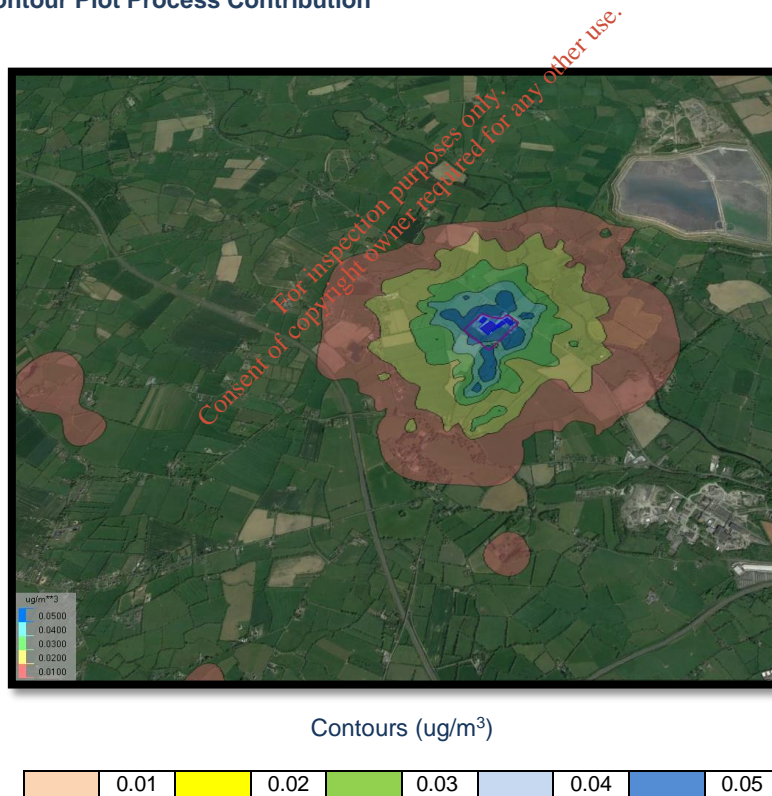 ontour Plot Process Contribution
For inspection purposes only.
Consent of copyright owner required for any other use.
ug/m**3
0.0500
0.0400
0.0300
0.0200
0.0100
Contours (ug/m³)
0.01 0.02 0.03 0.04 0.05